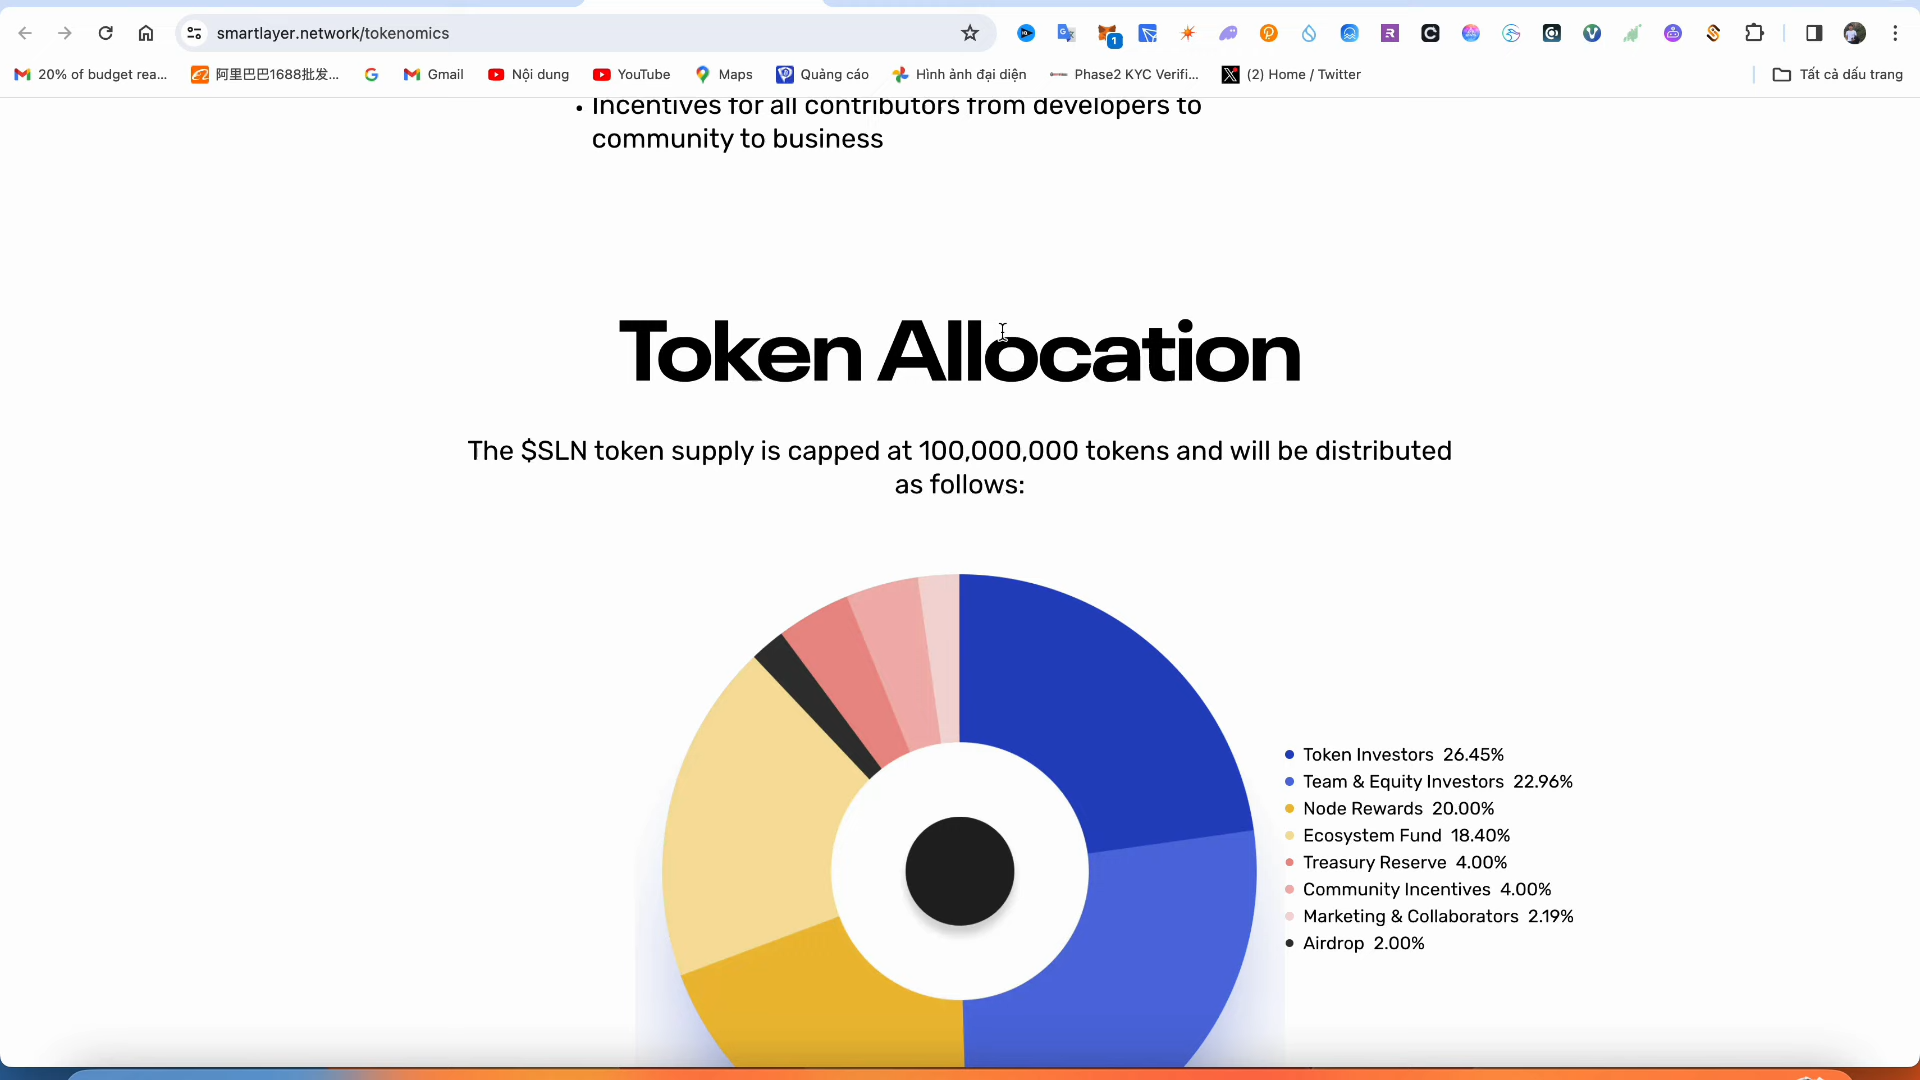 smartlayer.network/tokenomics
1
20% of budget rea...
阿里巴巴1688批发...
Gmail
Nội dung
YouTube
Maps
Quảng cáo
Hình ảnh đại diện
Phase2 KYC Verifi...
(2) Home / Twitter
Tất cả dấu trang
• Incentives for all contributors from developers to
community to business
Token Allocation
The $SLN token supply is capped at 100,000,000 tokens and will be distributed
as follows:
Token Investors 26.45%
Team & Equity Investors 22.96%
Node Rewards 20.00%
Ecosystem Fund 18.40%
Treasury Reserve 4.00%
Community Incentives 4.00%
Marketing & Collaborators 2.19%
Airdrop 2.00%